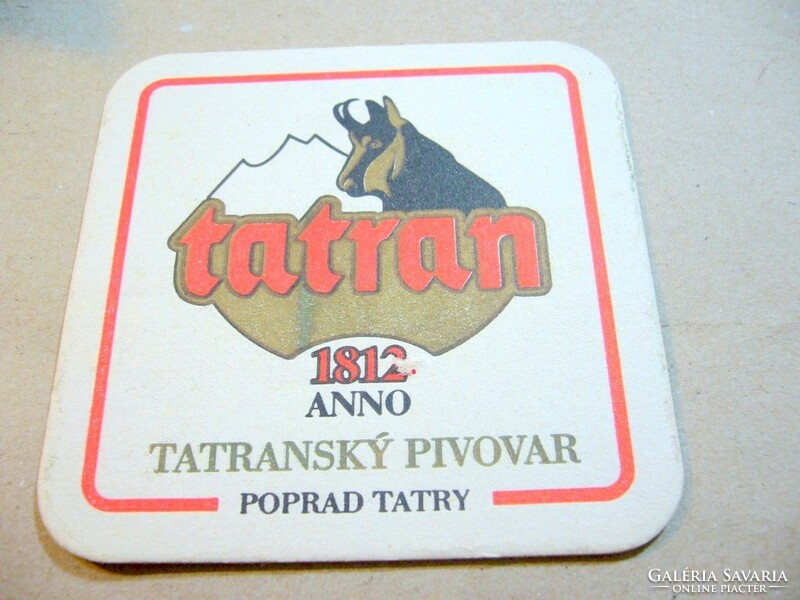 tatran
1812
ANNO
TATRANSKÝ PIVOVAR
POPRAD TATRY
GALÉRIA SAVARIA
ONLINE PIACTÉR